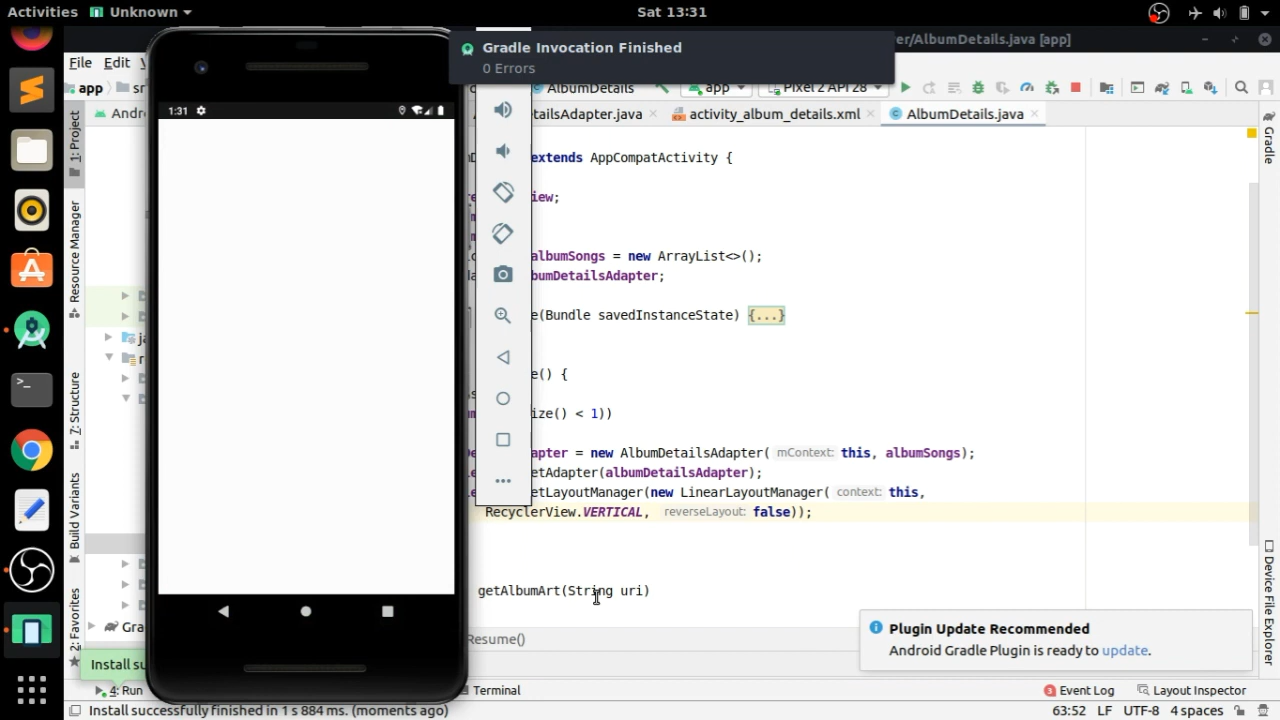 Activities
Unknown
Sat 13:31
er/AlbumDetails.java [app]
Gradle Invocation Finished
0 Errors
File
Edit
app
AlbumDetails
app
Pixel 2 API 28
etailsAdapter.java
activity_album_details.xml
AlbumDetails.java
1:31
1: Project
Resource Manager
7: Structure
Build Variants
2: Favorites
Gradle
Device File Explorer
extends AppCompatActivity {
iew;
albumSongs = new ArrayList<>();
bumDetailsAdapter;
e(Bundle savedInstanceState) {...}
e() {
ize() < 1))
apter = new AlbumDetailsAdapter( mContext: this, albumSongs);
etAdapter(albumDetailsAdapter);
etLayoutManager(new LinearLayoutManager( context: this,
RecyclerView.VERTICAL, reverseLayout: false));
getAlbumArt(String uri)
Resume()
Plugin Update Recommended
Android Gradle Plugin is ready to update.
Install su
4: Run
Terminal
3 Event Log
Layout Inspector
Install successfully finished in 1 s 884 ms. (moments ago)
63:52
LF
UTF-8
4 spaces